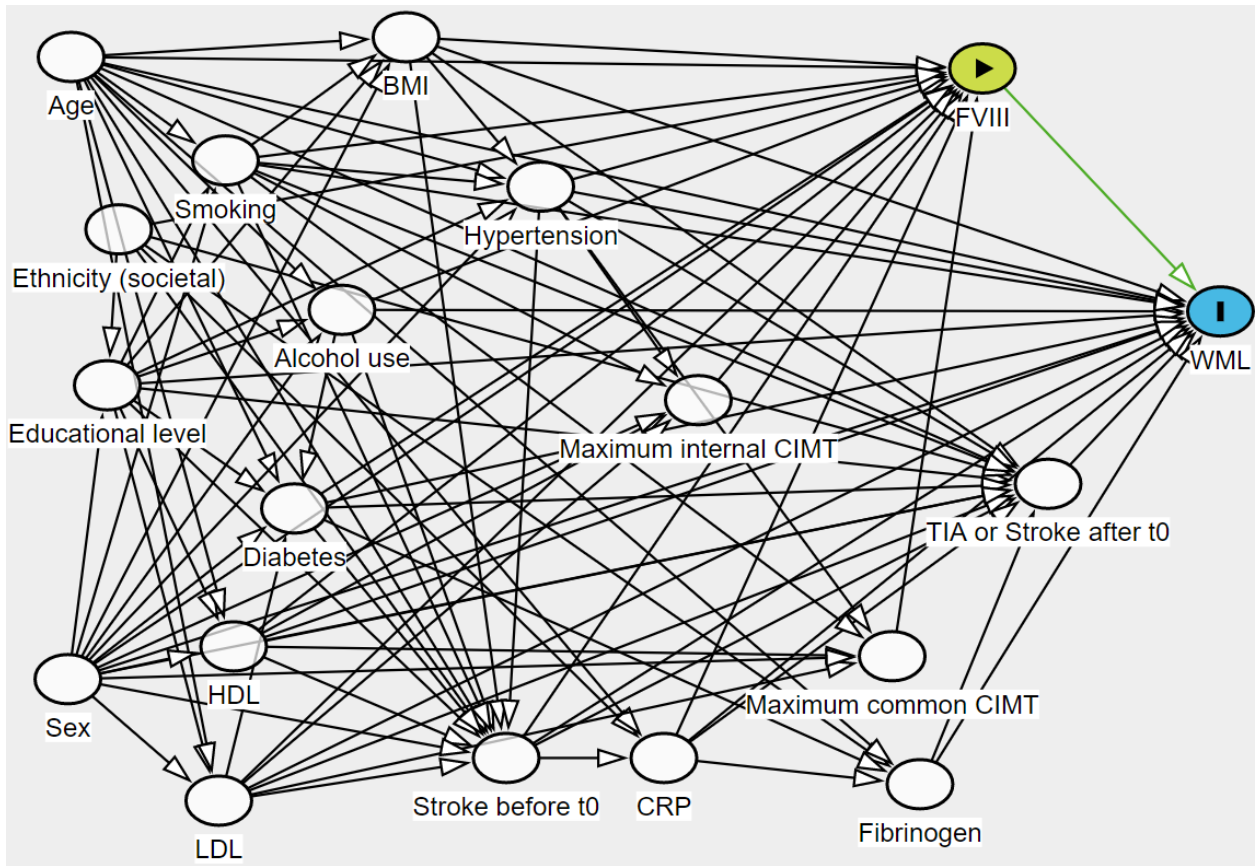 BMI
Age
FVIII
Smoking
Hypertension
Ethnicity (societal)
Alcohol use
WML
Educational level
Maximum internal CIMT
TIA or Stroke after t0
Diabetes
HDL
Maximum common CIMT
Sex
Stroke before t0
CRP
Fibrinogen
LDL